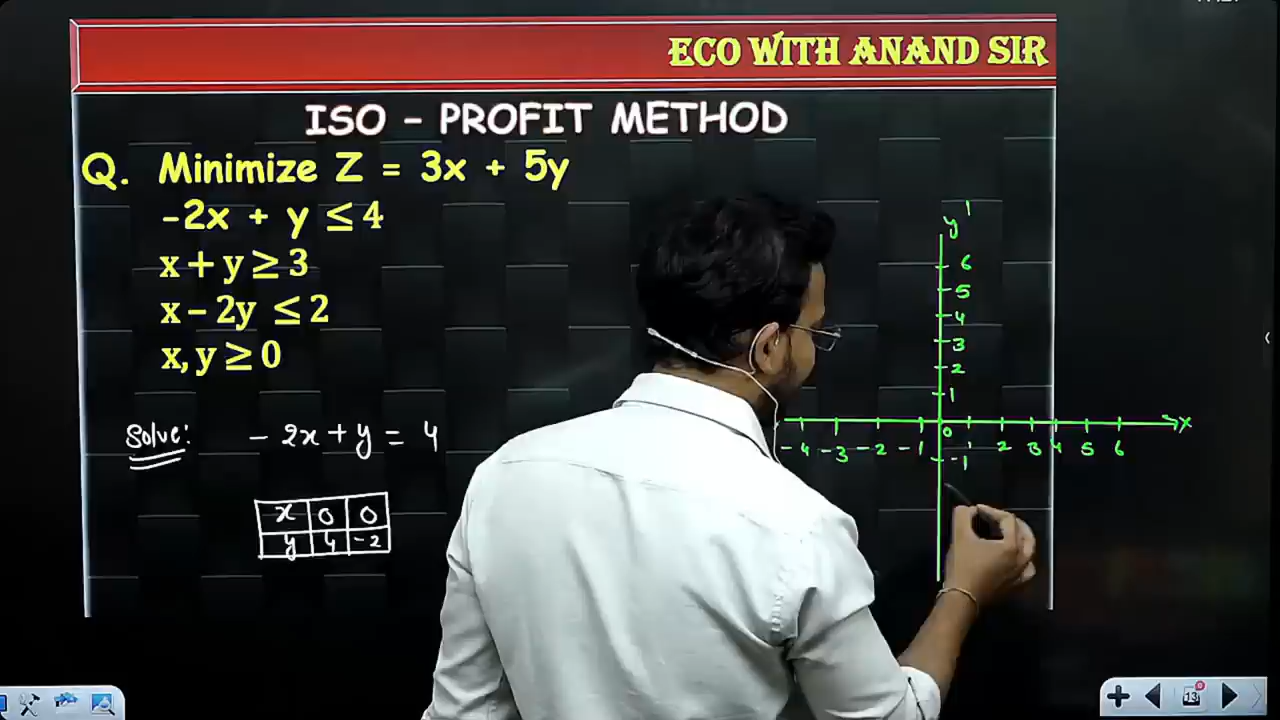 ECO WITH ANAND SIR
ISO - PROFIT METHOD
Q. Minimize Z = 3x + 5y
-2x + y ≤ 4
x + y ≥ 3
x - 2y ≤ 2
x, y ≥ 0
Solve: - 2x + y = 4
x 0 0
y 4 -2
y'
6
5
4
3
2
1
-4 -3 -2 -1 0 1 2 3 4 5 6 x
-1
13